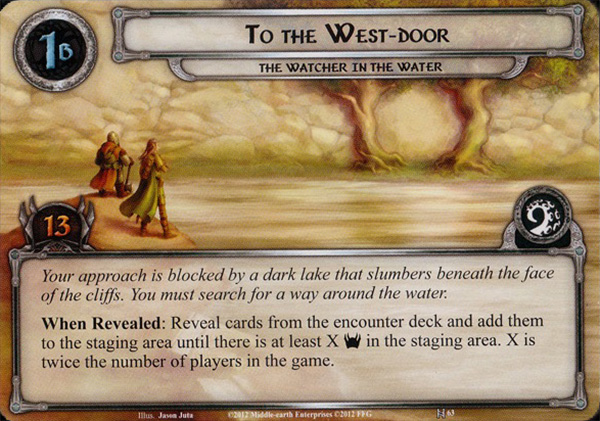 1B
TO THE WEST-DOOR
THE WATCHER IN THE WATER
13
Your approach is blocked by a dark lake that slumbers beneath the face
of the cliffs. You must search for a way around the water.
When Revealed: Reveal cards from the encounter deck and add them
to the staging area until there is at least X in the staging area. X is
twice the number of players in the game.
Illus. Jason Juta ©2012 Middle-earth Enterprises ©2012 FFG 63